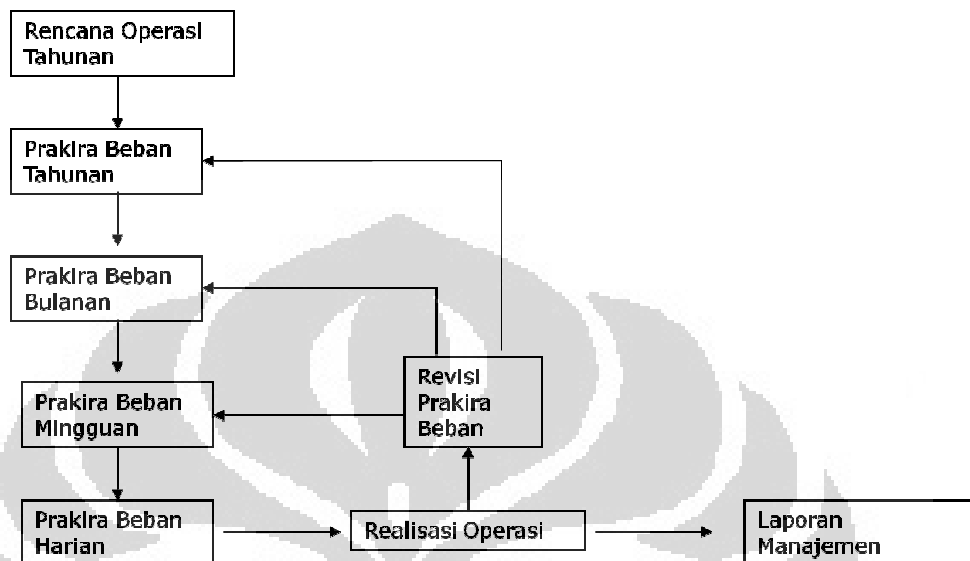 Rencana Operasi
Tahunan
Prakira Beban
Tahunan
Prakira Beban
Bulanan
Revisi
Prakira
Beban
Prakira Beban
Mingguan
Prakira Beban
Harian
Realisasi Operasi
Laporan
Manajemen